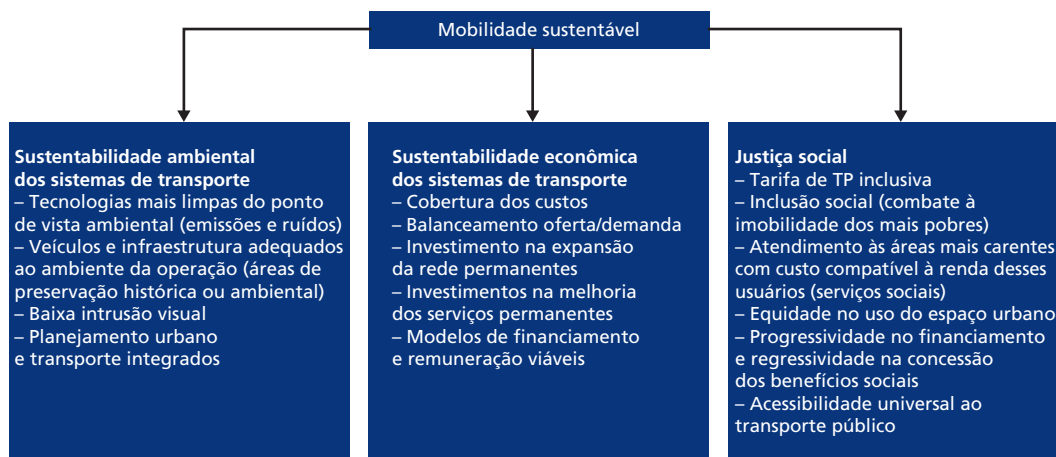 Mobilidade sustentável
Sustentabilidade ambiental
dos sistemas de transporte
– Tecnologias mais limpas do ponto
de vista ambiental (emissões e ruídos)
– Veículos e infraestrutura adequados
ao ambiente da operação (áreas de
preservação histórica ou ambiental)
– Baixa intrusão visual
– Planejamento urbano
e transporte integrados
Sustentabilidade econômica
dos sistemas de transporte
– Cobertura dos custos
– Balanceamento oferta/demanda
– Investimento na expansão
da rede permanentes
– Investimentos na melhoria
dos serviços permanentes
– Modelos de financiamento
e remuneração viáveis
Justiça social
– Tarifa de TP inclusiva
– Inclusão social (combate à
imobilidade dos mais pobres)
– Atendimento às áreas mais carentes
com custo compatível à renda desses
usuários (serviços sociais)
– Equidade no uso do espaço urbano
– Progressividade no financiamento
e regressividade na concessão
dos benefícios sociais
– Acessibilidade universal ao
transporte público